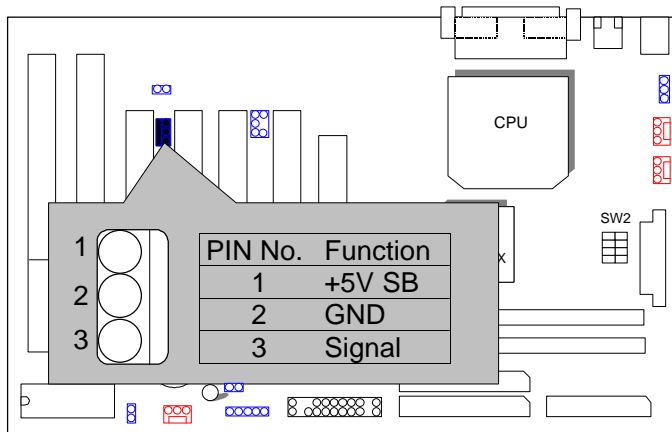 CPU
SW2
X
1
2
3
PIN No. Function
1 +5V SB
2 GND
3 Signal